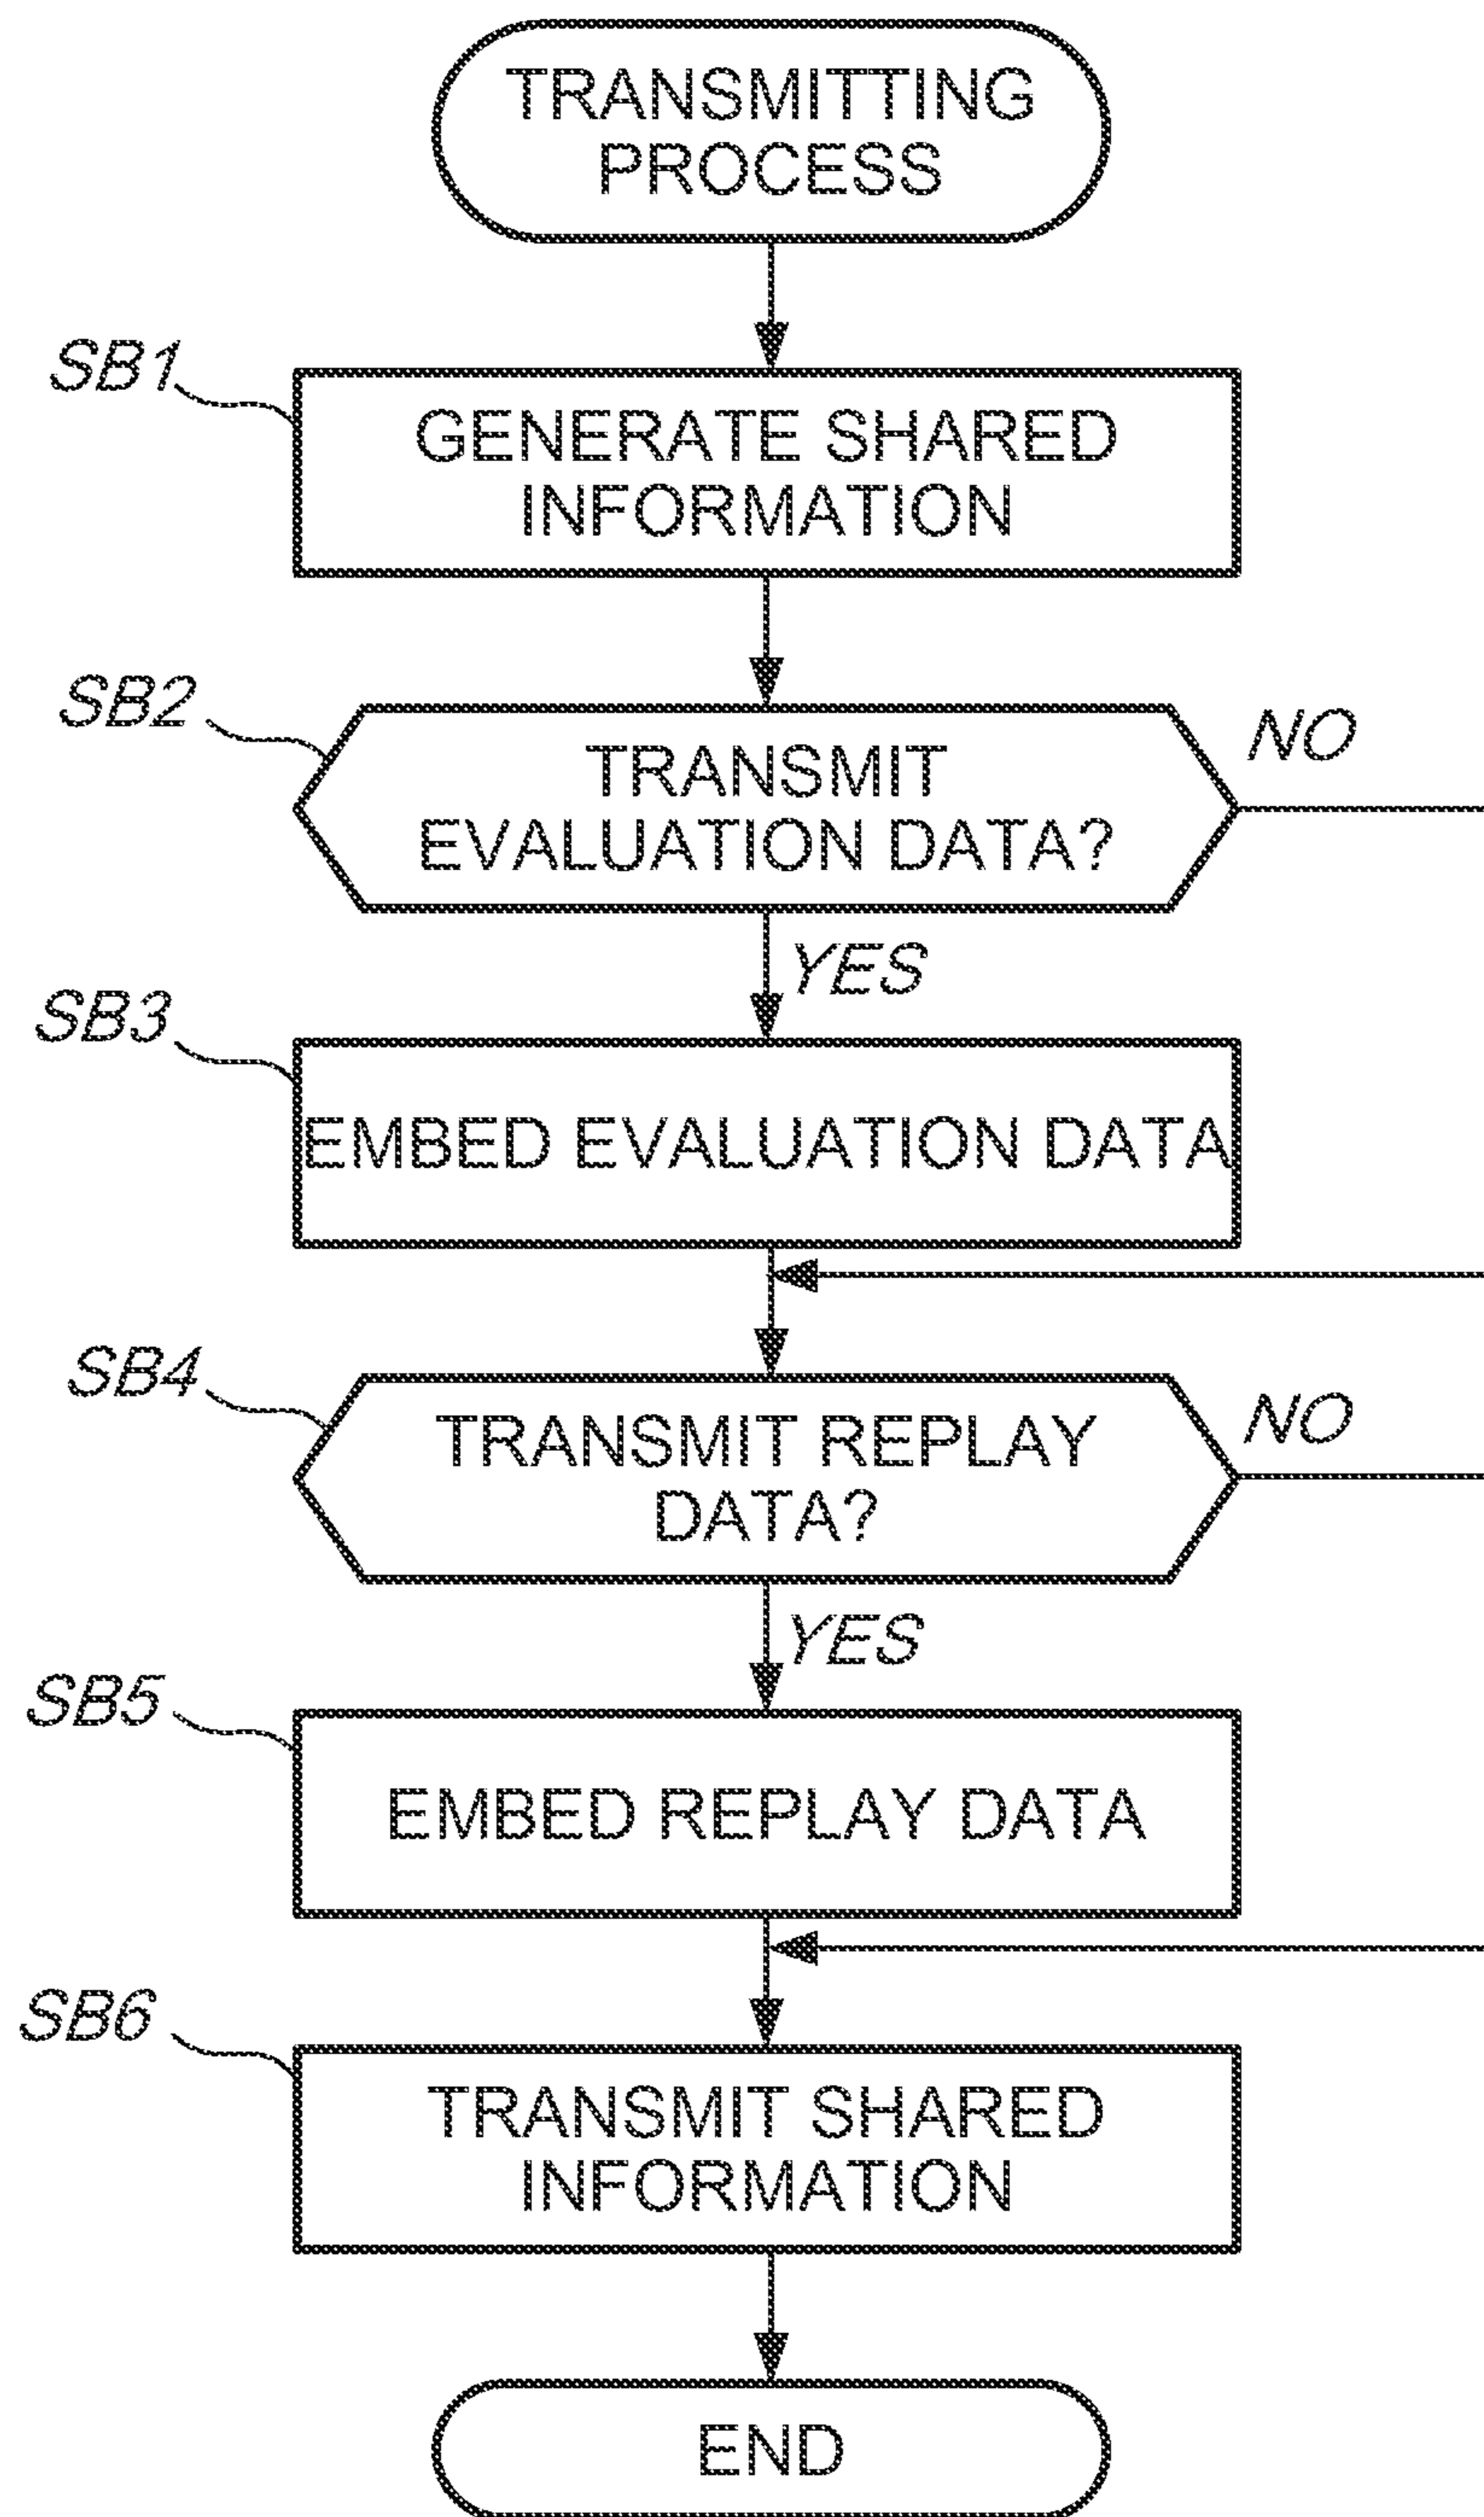 TRANSMITTING
PROCESS
SB1
GENERATE SHARED
INFORMATION
SB2
TRANSMIT
EVALUATION DATA?
NO
YES
SB3
EMBED EVALUATION DATA
SB4
TRANSMIT REPLAY
DATA?
NO
YES
SB5
EMBED REPLAY DATA
SB6
TRANSMIT SHARED
INFORMATION
END